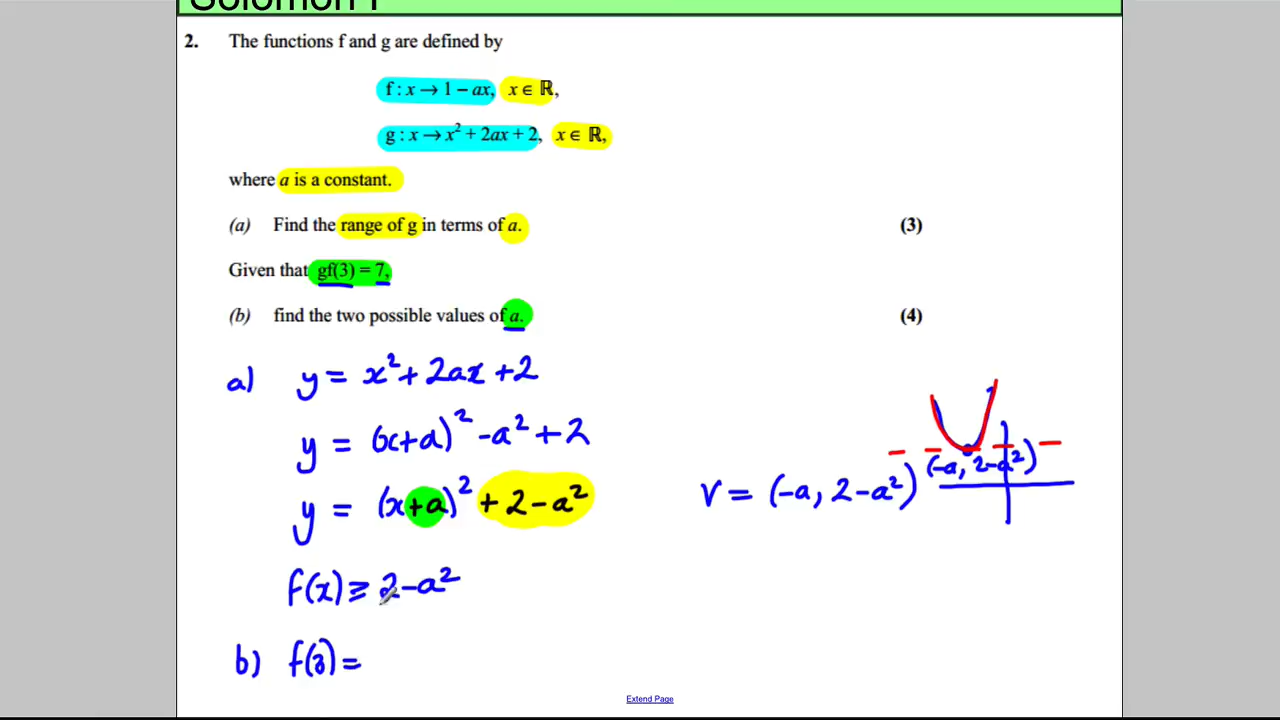 2. The functions f and g are defined by
f : x → 1 – ax, x ∈ ℝ,
g : x → x² + 2ax + 2, x ∈ ℝ,
where a is a constant.
(a) Find the range of g in terms of a. (3)
Given that gf(3) = 7,
(b) find the two possible values of a. (4)
a) y = x² + 2ax + 2
y = (x+a)² - a² + 2
y = (x+a)² + 2 - a²
V = (-a, 2-a²)
(-a, 2-a²)
f(x) ≥ 2-a²
b) f(3) =
Extend Page